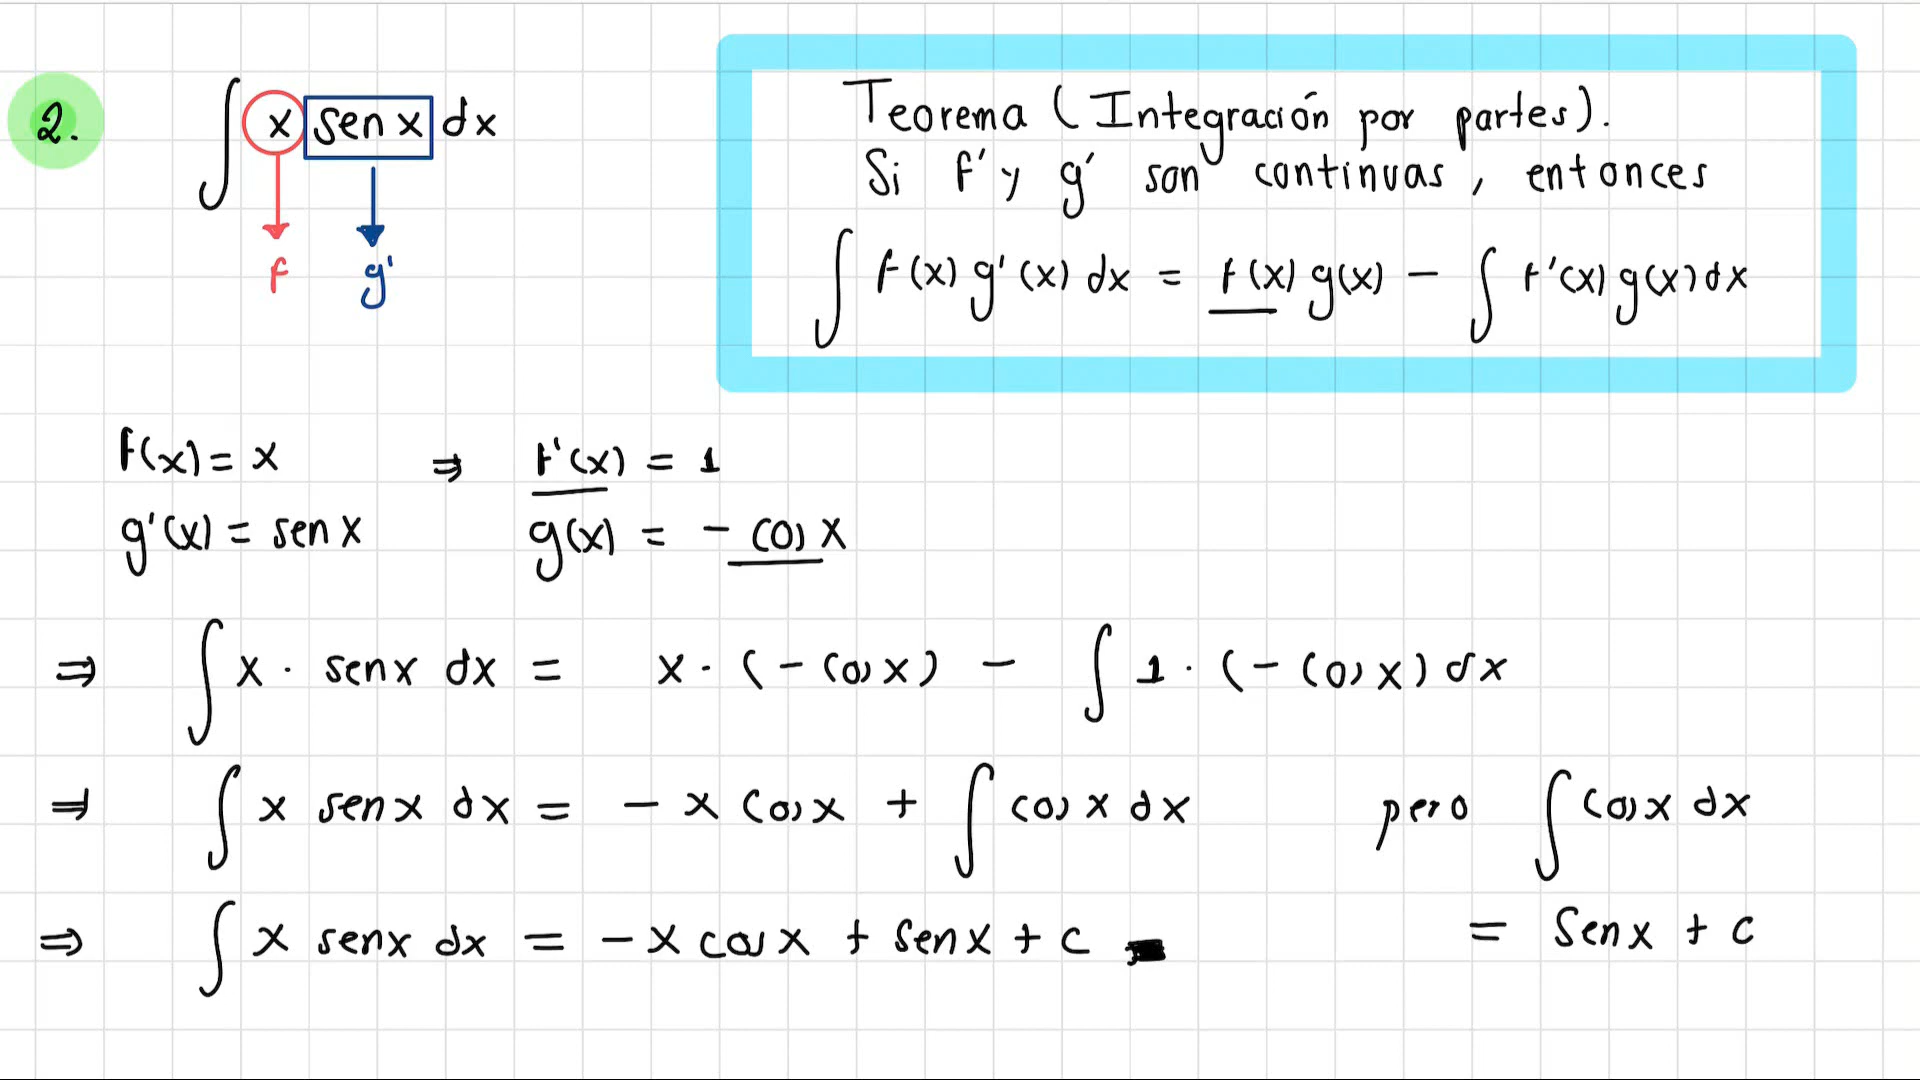 2. ∫ x sen x dx
f g'
Teorema (Integración por partes).
Si f' y g' son continuas, entonces
∫ f(x) g'(x) dx = f(x) g(x) − ∫ f'(x) g(x) dx
f(x) = x ⇒ f'(x) = 1
g'(x) = sen x g(x) = − cos x
⇒ ∫ x · sen x dx = x · (− cos x) − ∫ 1 · (− cos x) dx
⇒ ∫ x sen x dx = − x cos x + ∫ cos x dx pero ∫ cos x dx
⇒ ∫ x sen x dx = − x cos x + sen x + c = Sen x + c